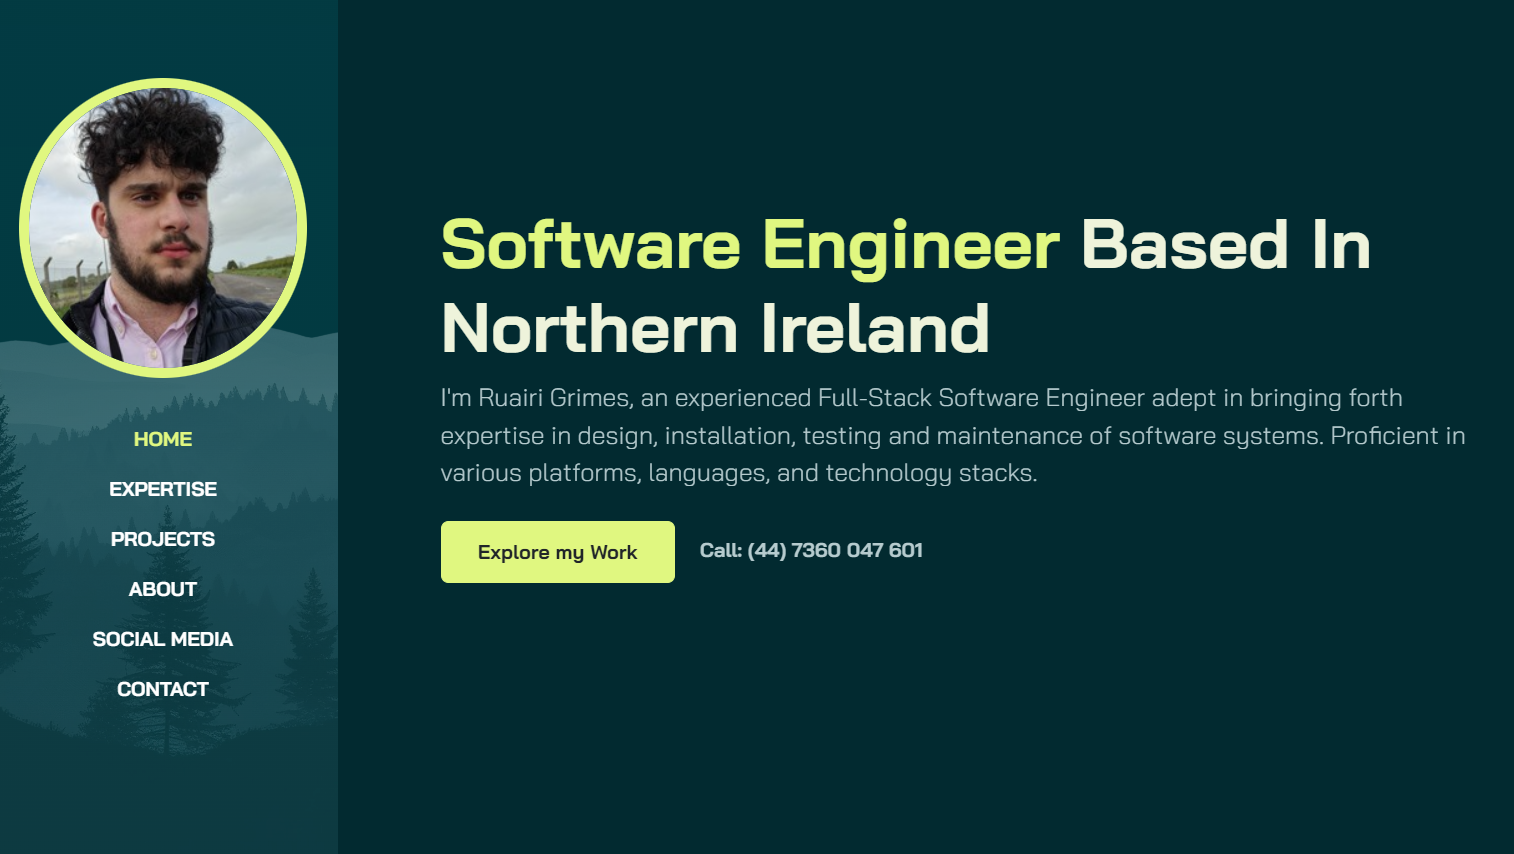 HOME
EXPERTISE
PROJECTS
ABOUT
SOCIAL MEDIA
CONTACT
Software Engineer Based In
Northern Ireland
I'm Ruairi Grimes, an experienced Full-Stack Software Engineer adept in bringing forth
expertise in design, installation, testing and maintenance of software systems. Proficient in
various platforms, languages, and technology stacks.
Explore my Work
Call: (44) 7360 047 601